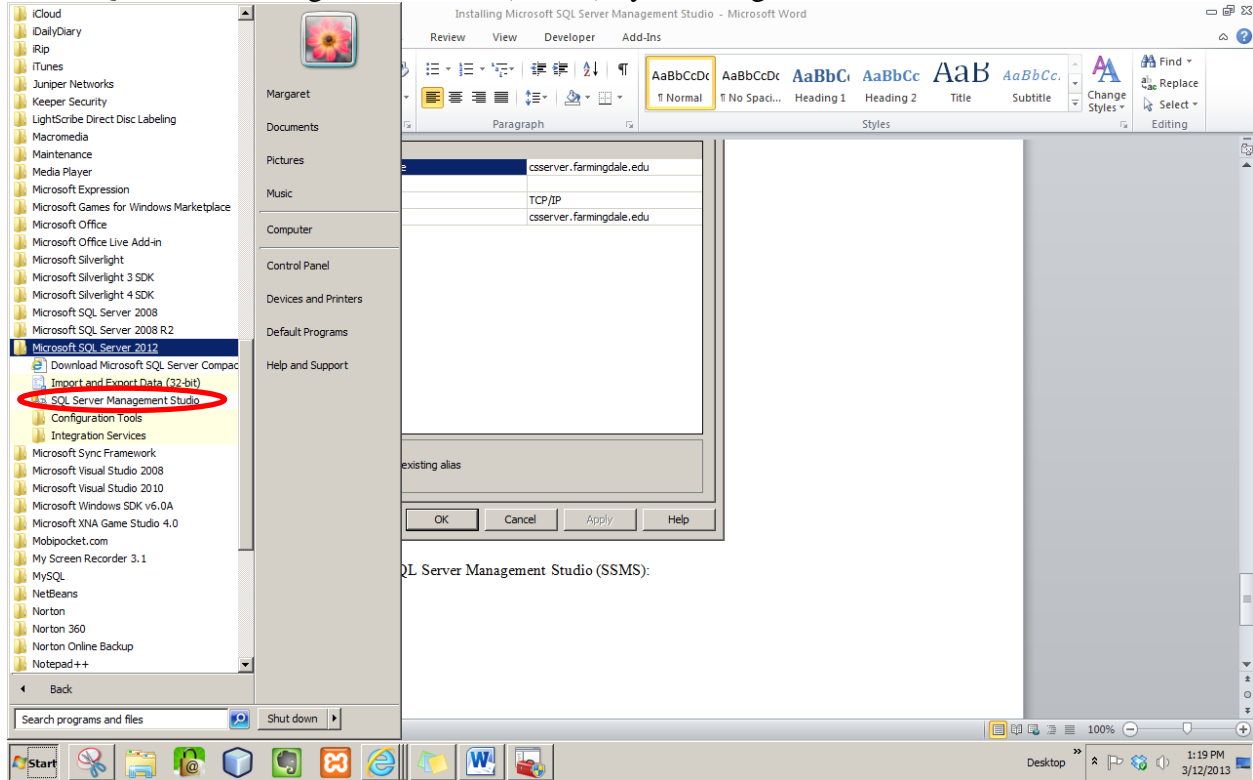 iCloud
iDailyDiary
iRip
iTunes
Juniper Networks
Keeper Security
LightScribe Direct Disc Labeling
Macromedia
Maintenance
Media Player
Microsoft Expression
Microsoft Games for Windows Marketplace
Microsoft Office
Microsoft Office Live Add-in
Microsoft Silverlight
Microsoft Silverlight 3 SDK
Microsoft Silverlight 4 SDK
Microsoft SQL Server 2008
Microsoft SQL Server 2008 R2
Microsoft SQL Server 2012
Download Microsoft SQL Server Compac
Import and Export Data (32-bit)
SQL Server Management Studio
Configuration Tools
Integration Services
Microsoft Sync Framework
Microsoft Visual Studio 2008
Microsoft Visual Studio 2010
Microsoft Windows SDK v6.0A
Microsoft XNA Game Studio 4.0
Mobipocket.com
My Screen Recorder 3.1
MySQL
NetBeans
Norton
Norton 360
Norton Online Backup
Notepad++
Back
Search programs and files
Margaret
Documents
Pictures
Music
Computer
Control Panel
Devices and Printers
Default Programs
Help and Support
Shut down
Installing Microsoft SQL Server Management Studio - Microsoft Word
Review View Developer Add-Ins
AaBbCcDc AaBbCcDc AaBbC AaBbCc AaB AaBbCc.
¶ Normal ¶ No Spaci... Heading 1 Heading 2 Title Subtitle
Change Styles
Find
Replace
Select
Paragraph Styles Editing
csserver.farmingdale.edu
TCP/IP
csserver.farmingdale.edu
existing alias
OK Cancel Apply Help
QL Server Management Studio (SSMS):
100%
Start
Desktop
1:19 PM
3/12/2013